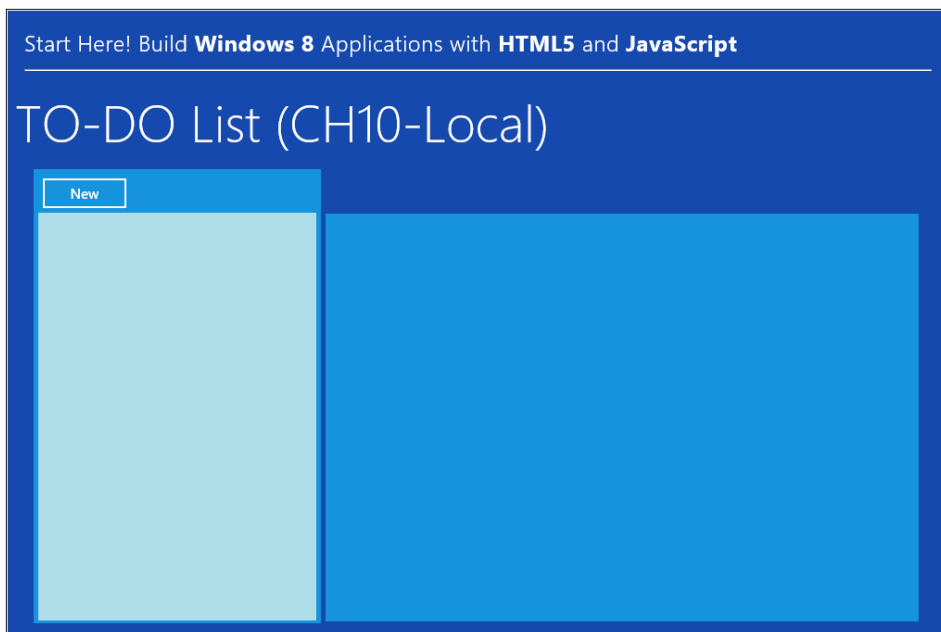 Start Here! Build Windows 8 Applications with HTML5 and JavaScript
TO-DO List (CH10-Local)
New